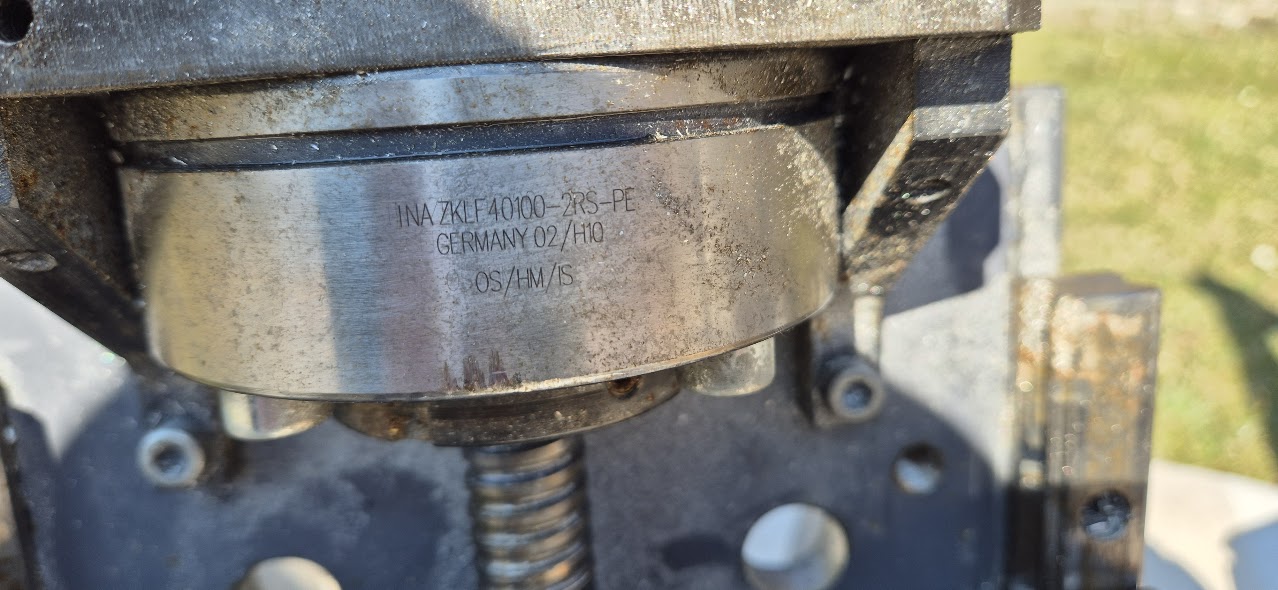 INA ZKLF40100-2RS-PE
GERMANY 02/H10
OS/HM/IS